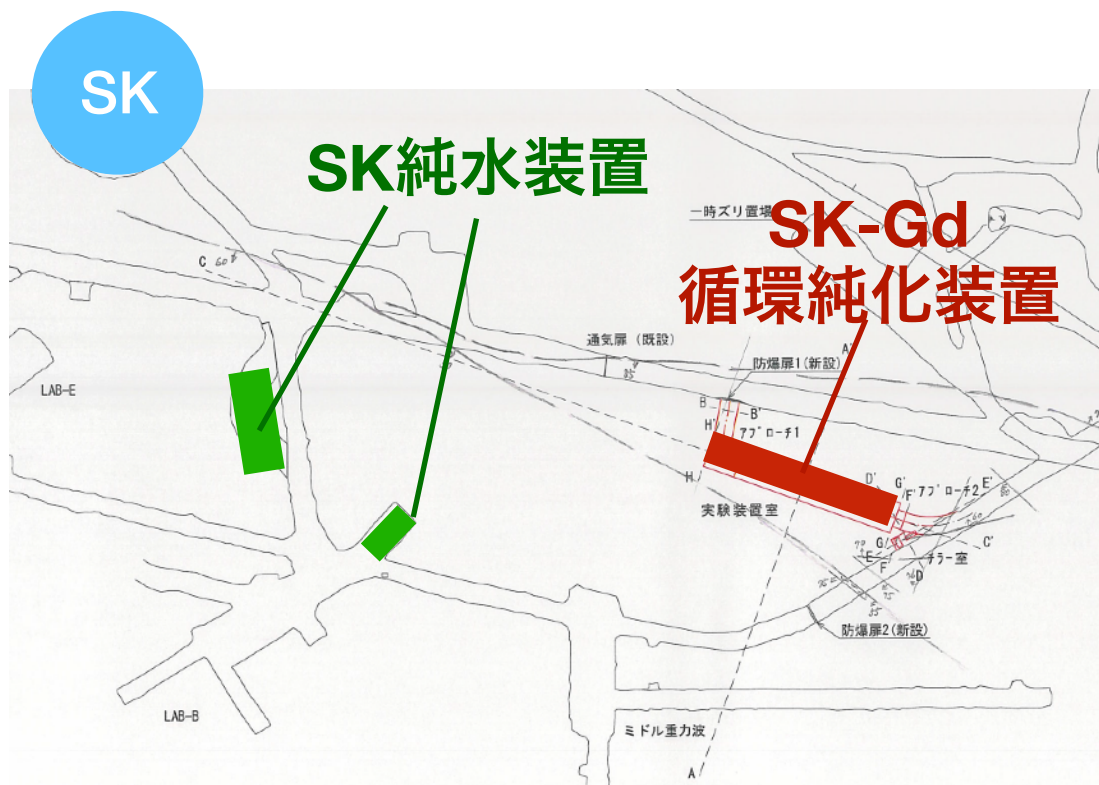 SK
SK純水装置
一時ズリ置場
SK-Gd
循環純化装置
C 60
通気扉（既設）
85
A'
防爆扉1(新設)
LAB-E
B
B'
H'
アプローチ1
H
D'
G'
F'
アプローチ2
E'
実験装置室
60
C'
G
E
F
チラー室
D
防爆扉2(新設)
LAB-B
ミドル重力波
A